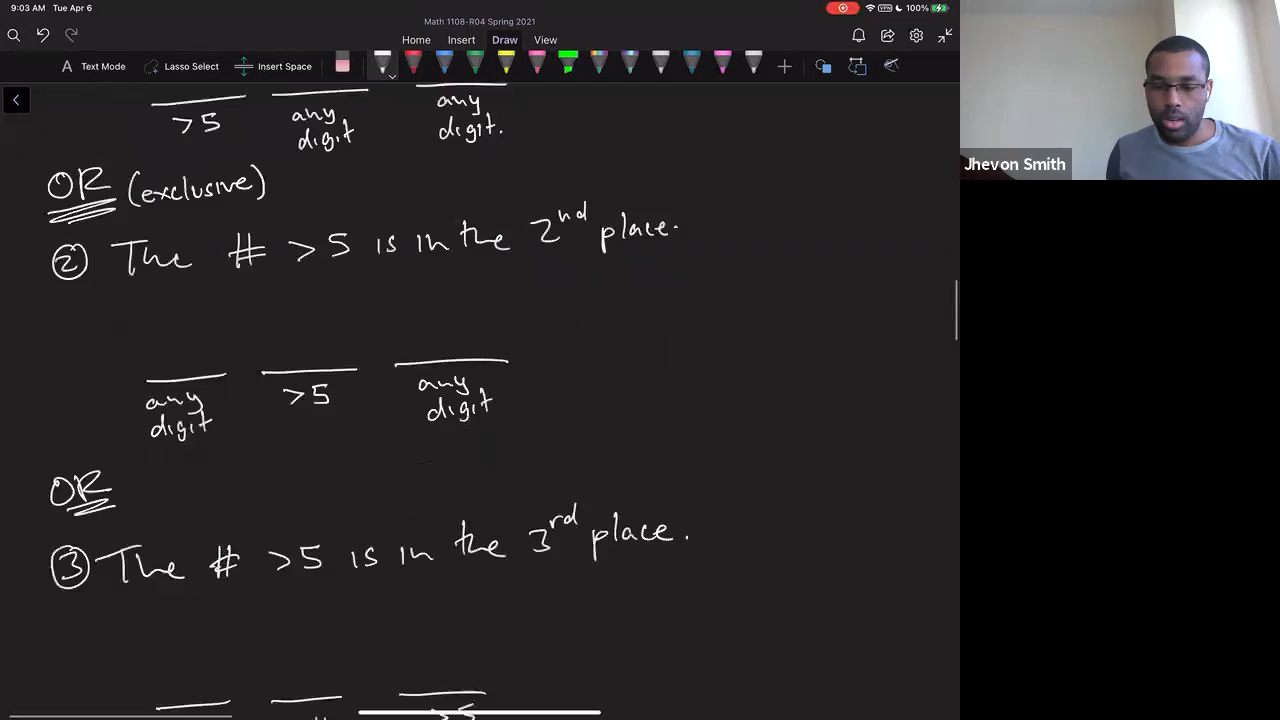 9:03 AM Tue Apr 6
100%
Math 1108-R04 Spring 2021
Home Insert Draw View
Text Mode Lasso Select Insert Space
>5 any digit any digit.
OR (exclusive)
② The # >5 is in the 2nd place.
any digit >5 any digit
OR
③ The # >5 is in the 3rd place.
>5
Jhevon Smith